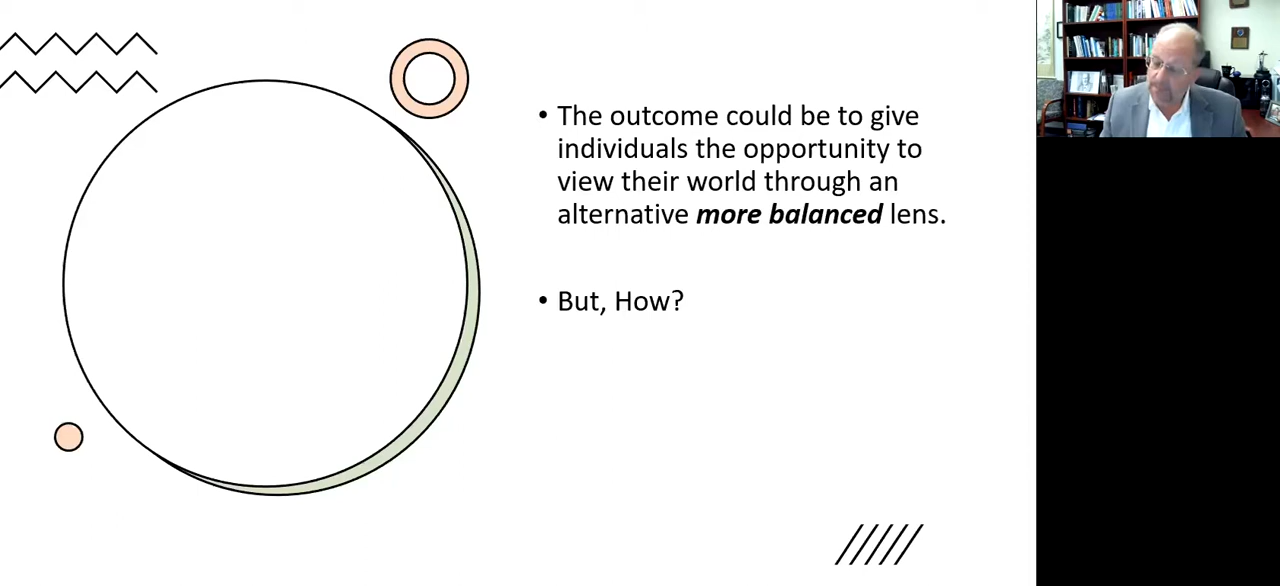 • The outcome could be to give
individuals the opportunity to
view their world through an
alternative more balanced lens.
• But, How?